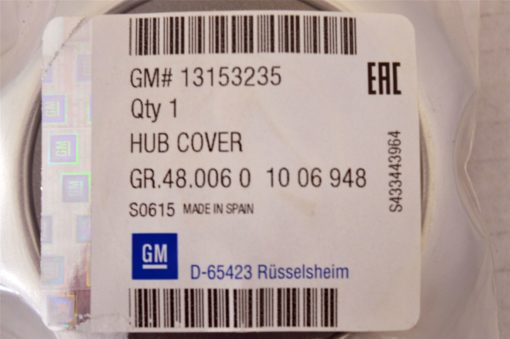 GM# 13153235
EAC
Qty 1
HUB COVER
GR.48.006 0 10 06 948
S0615 MADE IN SPAIN
S433443964
GM
D-65423 Rüsselsheim